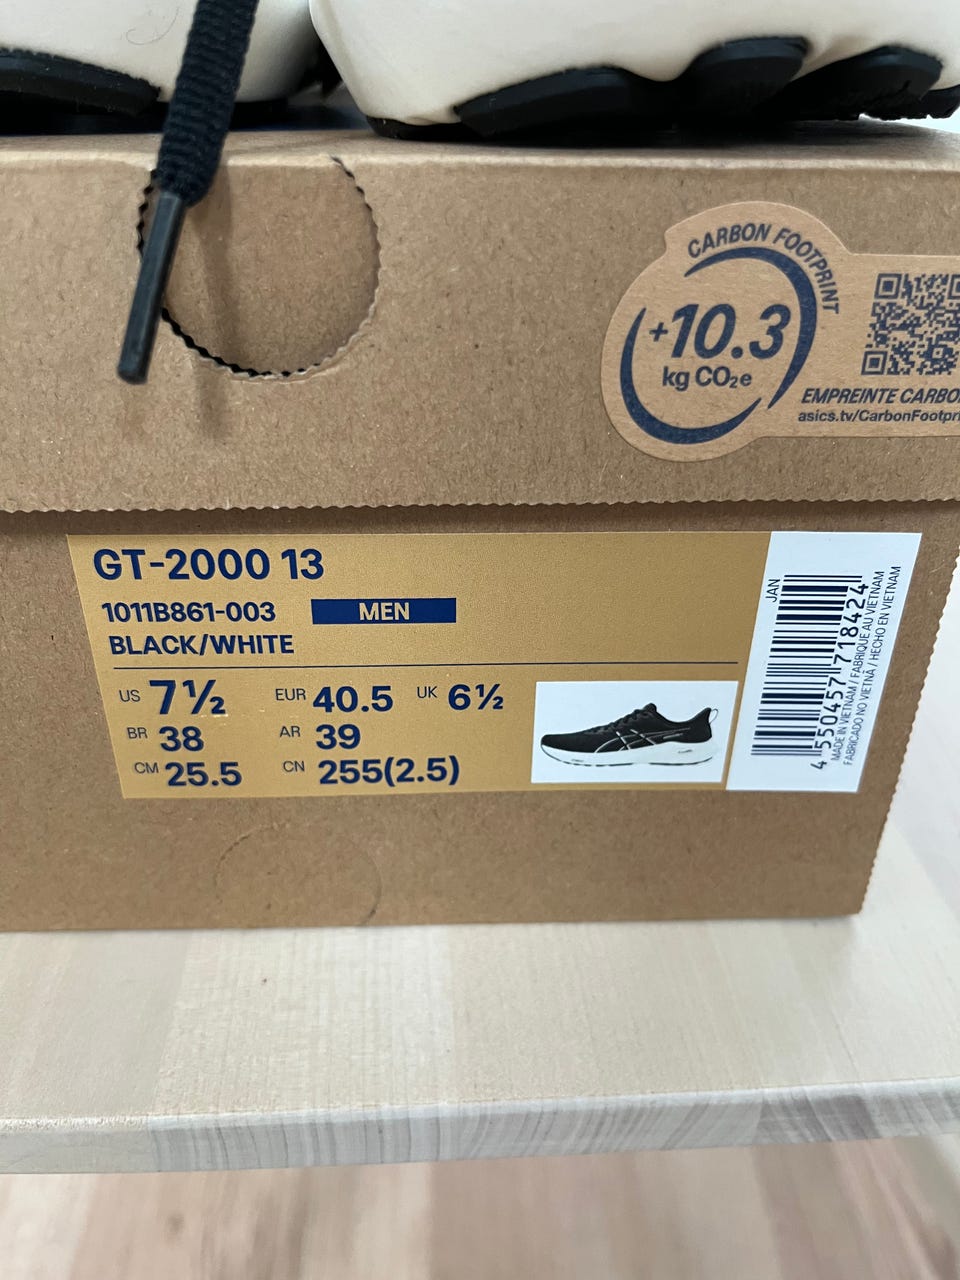 CARBON FOOTPRINT
+10.3
kg CO₂e
EMPREINTE
asics.tv/
GT-2000 13
1011B861-003 MEN
BLACK/WHITE
US 7½ EUR 40.5 UK 6½
BR 38 AR 39
CM 25.5 CN 255(2.5)
JAN
4 550457 718424
MADE IN VIETNAM / FABRIQUÉ AU VIETNAM
FABRICADO NO VIETNÃ / HECHO EN VIETNAM